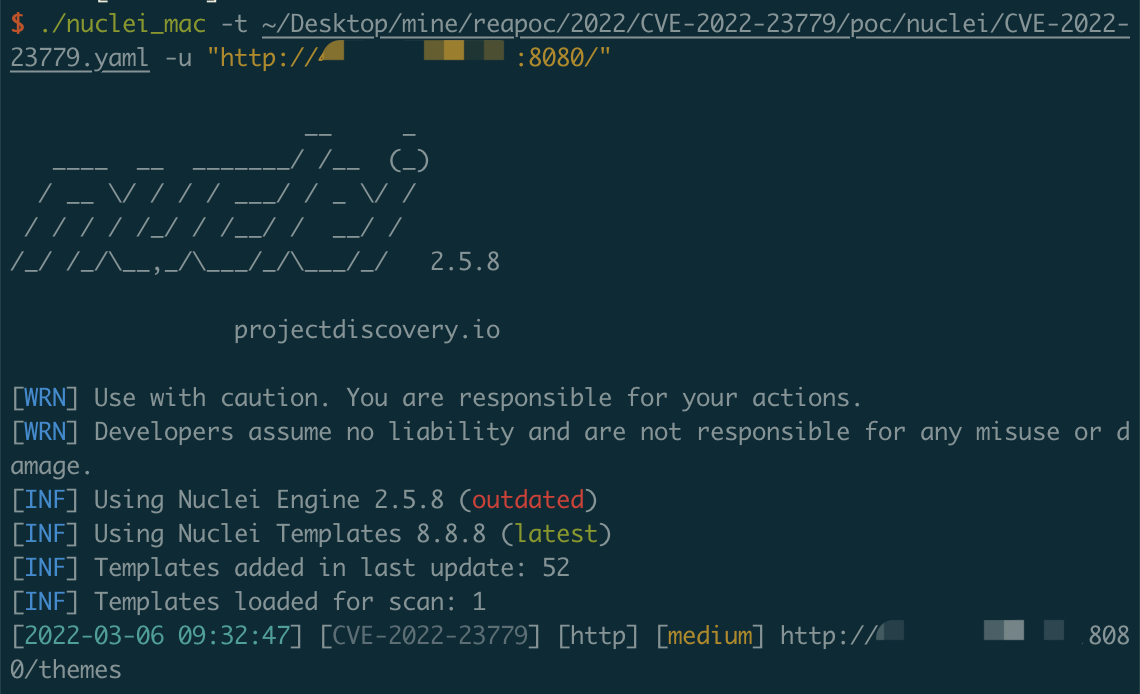 $ ./nuclei_mac -t ~/Desktop/mine/reapoc/2022/CVE-2022-23779/poc/nuclei/CVE-2022-
23779.yaml -u "http:// :8080/"
                     __     _
   ____  __  _______/ /__  (_)
  / __ \/ / / / ___/ / _ \/ /
 / / / / /_/ / /__/ /  __/ /
/_/ /_/\__,_/\___/_/\___/_/   2.5.8
projectdiscovery.io
[WRN] Use with caution. You are responsible for your actions.
[WRN] Developers assume no liability and are not responsible for any misuse or d
amage.
[INF] Using Nuclei Engine 2.5.8 (outdated)
[INF] Using Nuclei Templates 8.8.8 (latest)
[INF] Templates added in last update: 52
[INF] Templates loaded for scan: 1
[2022-03-06 09:32:47] [CVE-2022-23779] [http] [medium] http:// 808
0/themes